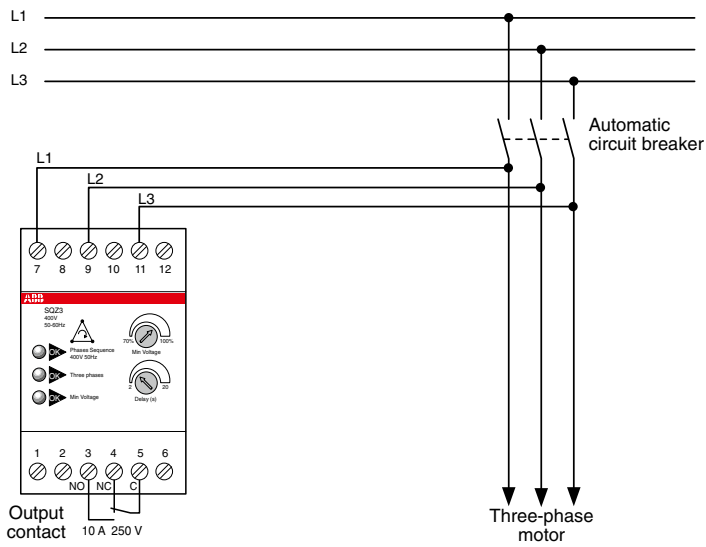 L1
L2
L3
Automatic
circuit breaker
L1
L2
L3
7 8 9 10 11 12
ABB
SQZ3
400V
50-60Hz
70% 100%
Min Voltage
OK Phases Sequence
400V 50Hz
OK Three phases
2 20
Delay (s)
OK Min Voltage
1 2 3 4 5 6
NO NC C
Output
contact
10 A 250 V
Three-phase
motor